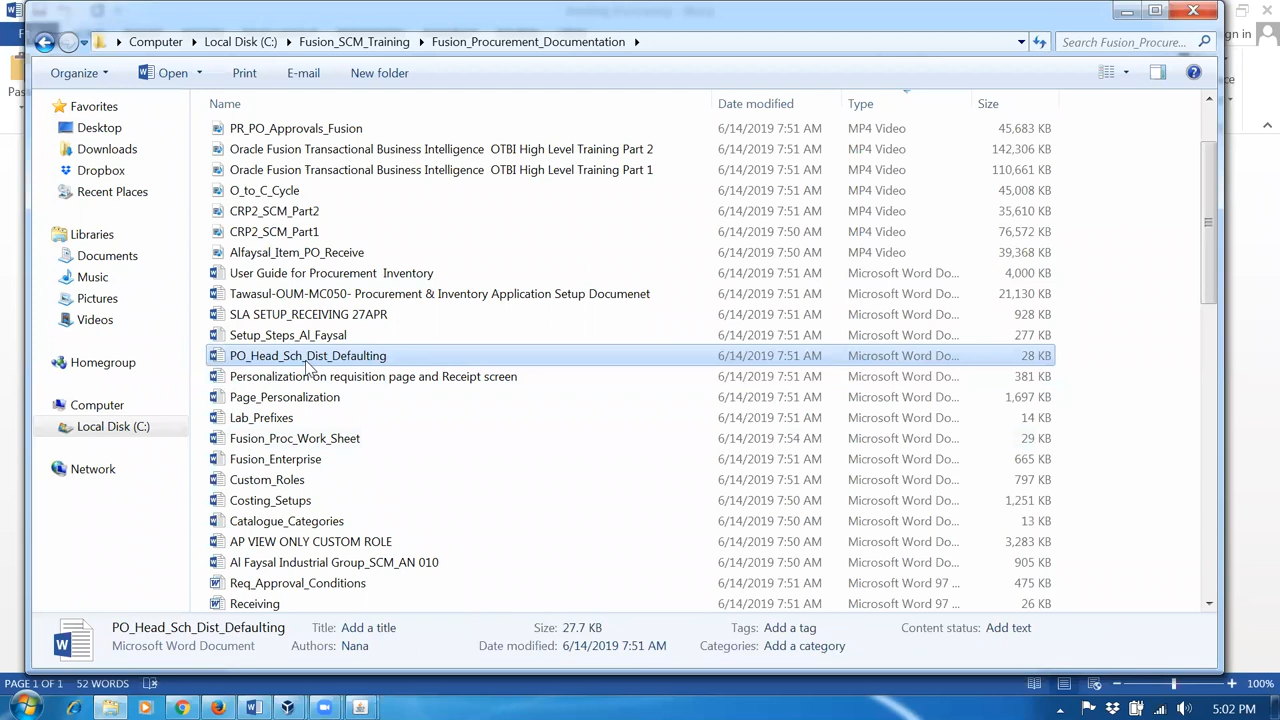 Computer Local Disk (C:) Fusion_SCM_Training Fusion_Procurement_Documentation Search Fusion_Procure...
Organize Open Print E-mail New folder
Name Date modified Type Size
Favorites
Desktop
Downloads
Dropbox
Recent Places
Libraries
Documents
Music
Pictures
Videos
Homegroup
Computer
Local Disk (C:)
Network
PR_PO_Approvals_Fusion 6/14/2019 7:51 AM MP4 Video 45,683 KB
Oracle Fusion Transactional Business Intelligence OTBI High Level Training Part 2 6/14/2019 7:51 AM MP4 Video 142,306 KB
Oracle Fusion Transactional Business Intelligence OTBI High Level Training Part 1 6/14/2019 7:51 AM MP4 Video 110,661 KB
O_to_C_Cycle 6/14/2019 7:51 AM MP4 Video 45,008 KB
CRP2_SCM_Part2 6/14/2019 7:51 AM MP4 Video 35,610 KB
CRP2_SCM_Part1 6/14/2019 7:50 AM MP4 Video 76,572 KB
Alfaysal_Item_PO_Receive 6/14/2019 7:50 AM MP4 Video 39,368 KB
User Guide for Procurement Inventory 6/14/2019 7:51 AM Microsoft Word Do... 4,000 KB
Tawasul-OUM-MC050- Procurement & Inventory Application Setup Documenet 6/14/2019 7:51 AM Microsoft Word Do... 21,130 KB
SLA SETUP_RECEIVING 27APR 6/14/2019 7:51 AM Microsoft Word Do... 928 KB
Setup_Steps_Al_Faysal 6/14/2019 7:51 AM Microsoft Word Do... 277 KB
PO_Head_Sch_Dist_Defaulting 6/14/2019 7:51 AM Microsoft Word Do... 28 KB
Personalization on requisition page and Receipt screen 6/14/2019 7:51 AM Microsoft Word Do... 381 KB
Page_Personalization 6/14/2019 7:51 AM Microsoft Word Do... 1,697 KB
Lab_Prefixes 6/14/2019 7:51 AM Microsoft Word Do... 14 KB
Fusion_Proc_Work_Sheet 6/14/2019 7:54 AM Microsoft Word Do... 29 KB
Fusion_Enterprise 6/14/2019 7:51 AM Microsoft Word Do... 665 KB
Custom_Roles 6/14/2019 7:51 AM Microsoft Word Do... 797 KB
Costing_Setups 6/14/2019 7:50 AM Microsoft Word Do... 1,251 KB
Catalogue_Categories 6/14/2019 7:50 AM Microsoft Word Do... 13 KB
AP VIEW ONLY CUSTOM ROLE 6/14/2019 7:50 AM Microsoft Word Do... 3,283 KB
Al Faysal Industrial Group_SCM_AN 010 6/14/2019 7:50 AM Microsoft Word Do... 905 KB
Req_Approval_Conditions 6/14/2019 7:51 AM Microsoft Word 97 ... 475 KB
Receiving 6/14/2019 7:51 AM Microsoft Word 97 ... 26 KB
PO_Head_Sch_Dist_Defaulting Title: Add a title Size: 27.7 KB Tags: Add a tag Content status: Add text
Microsoft Word Document Authors: Nana Date modified: 6/14/2019 7:51 AM Categories: Add a category
PAGE 1 OF 1 52 WORDS 100%
5:02 PM